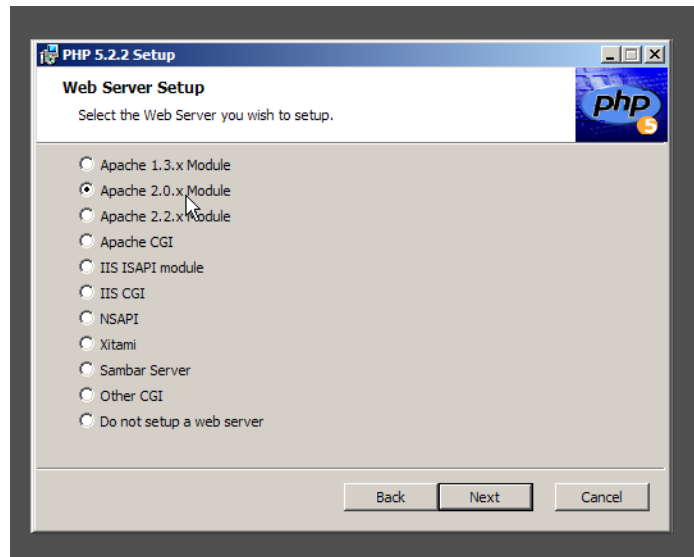 PHP 5.2.2 Setup
Web Server Setup
Select the Web Server you wish to setup.
php
5
Apache 1.3.x Module
Apache 2.0.x Module
Apache 2.2.x Module
Apache CGI
IIS ISAPI module
IIS CGI
NSAPI
Xitami
Sambar Server
Other CGI
Do not setup a web server
Back
Next
Cancel